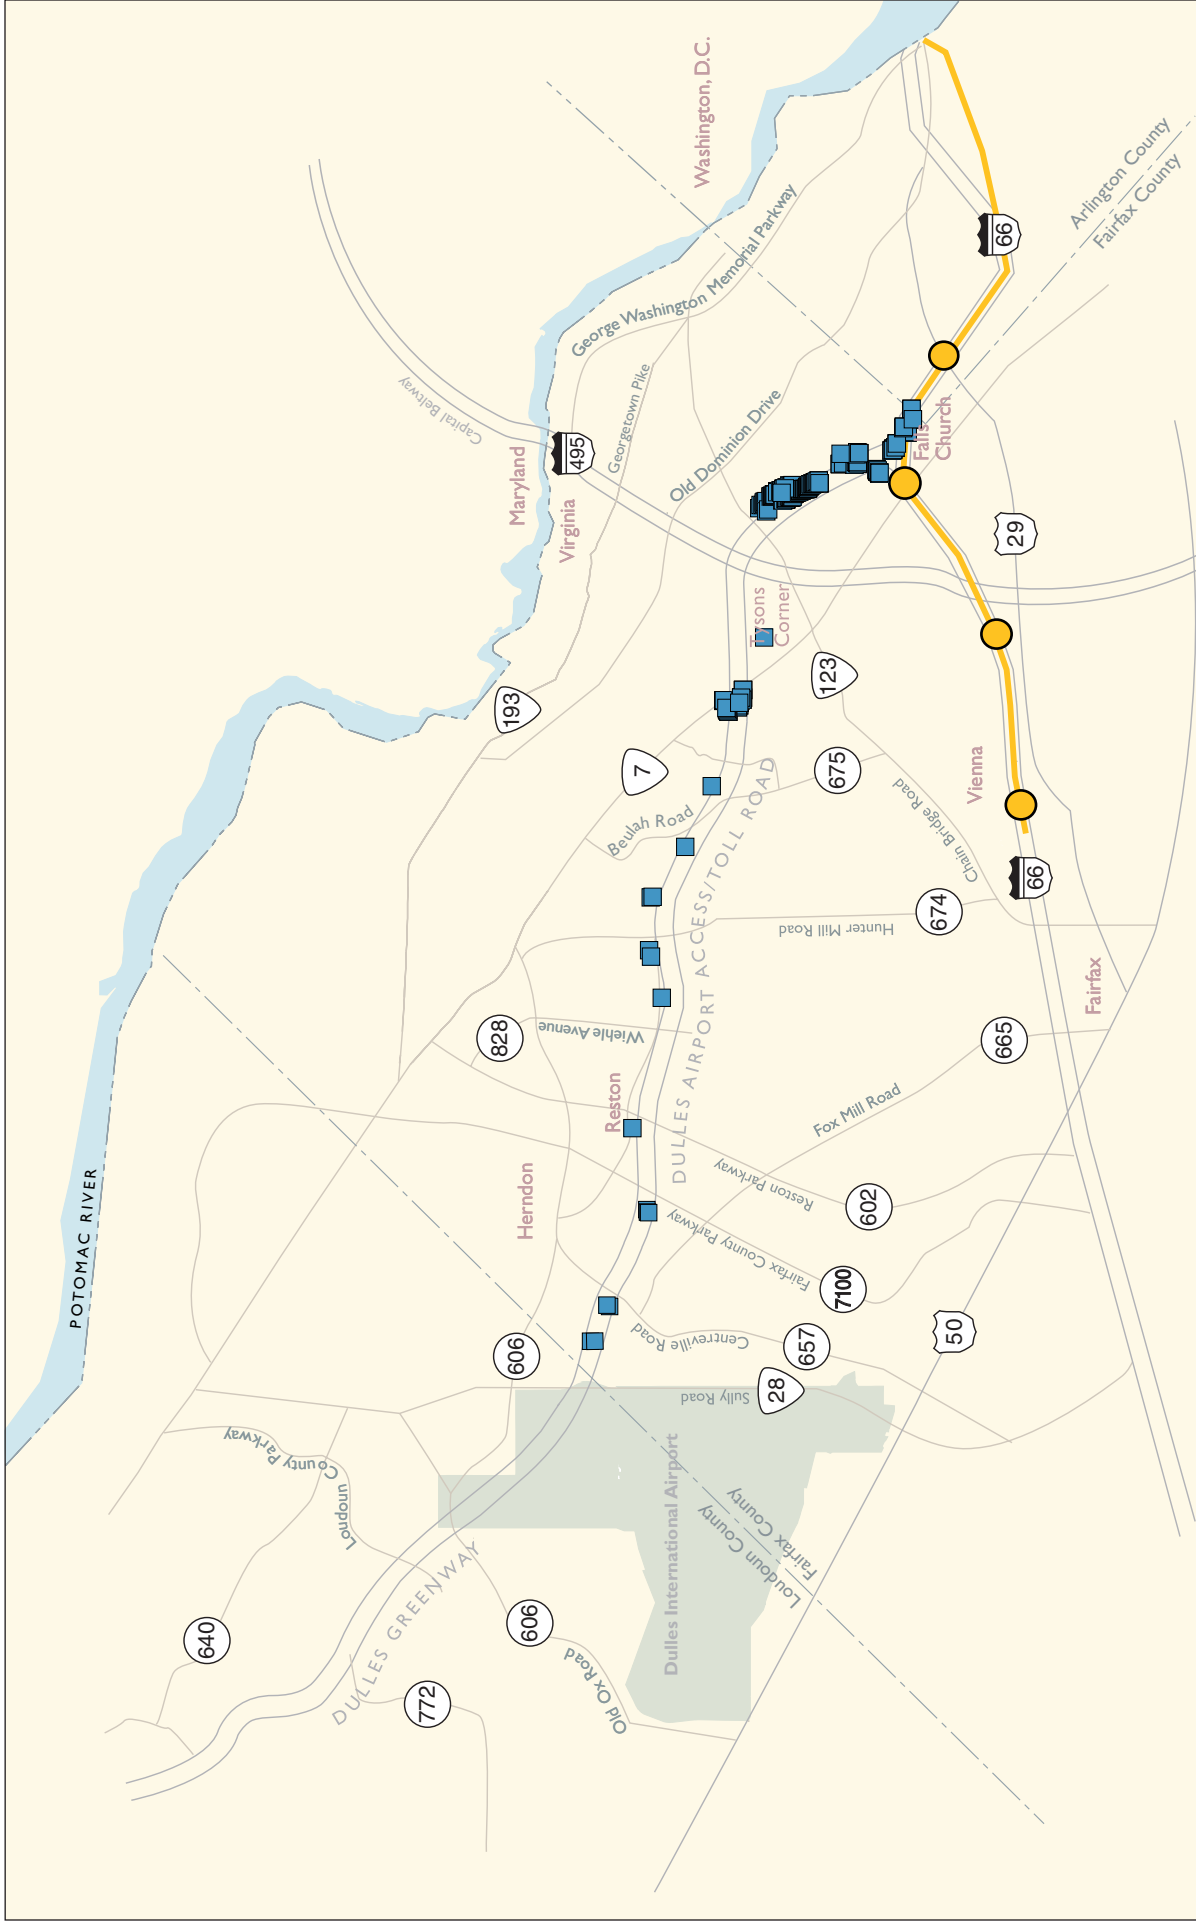 POTOMAC RIVER
Washington, D.C.
Maryland
Virginia
Capital Beltway
495
George Washington Memorial Parkway
Georgetown Pike
Old Dominion Drive
Arlington County
Fairfax County
66
Falls
Church
29
Tysons
Corner
193
123
7
675
Beulah Road
Vienna
Chain Bridge Road
66
674
Hunter Mill Road
DULLES AIRPORT ACCESS/TOLL ROAD
Fairfax
828
Wiehle Avenue
665
Reston
Fox Mill Road
Herndon
Reston Parkway
602
Fairfax County Parkway
7100
606
Centreville Road
657
50
28
Sully Road
Loudoun County Parkway
Dulles International Airport
Fairfax County
Loudoun County
DULLES GREENWAY
640
606
Old Ox Road
772